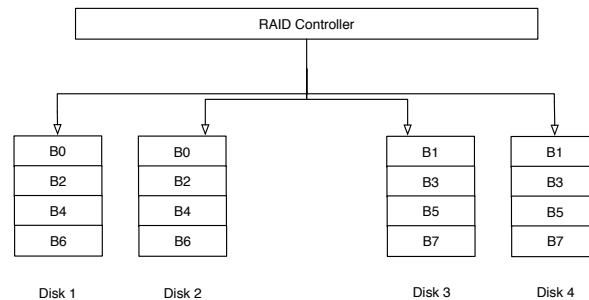 RAID Controller
B0 B0 B1 B1
B2 B2 B3 B3
B4 B4 B5 B5
B6 B6 B7 B7
Disk 1 Disk 2 Disk 3 Disk 4